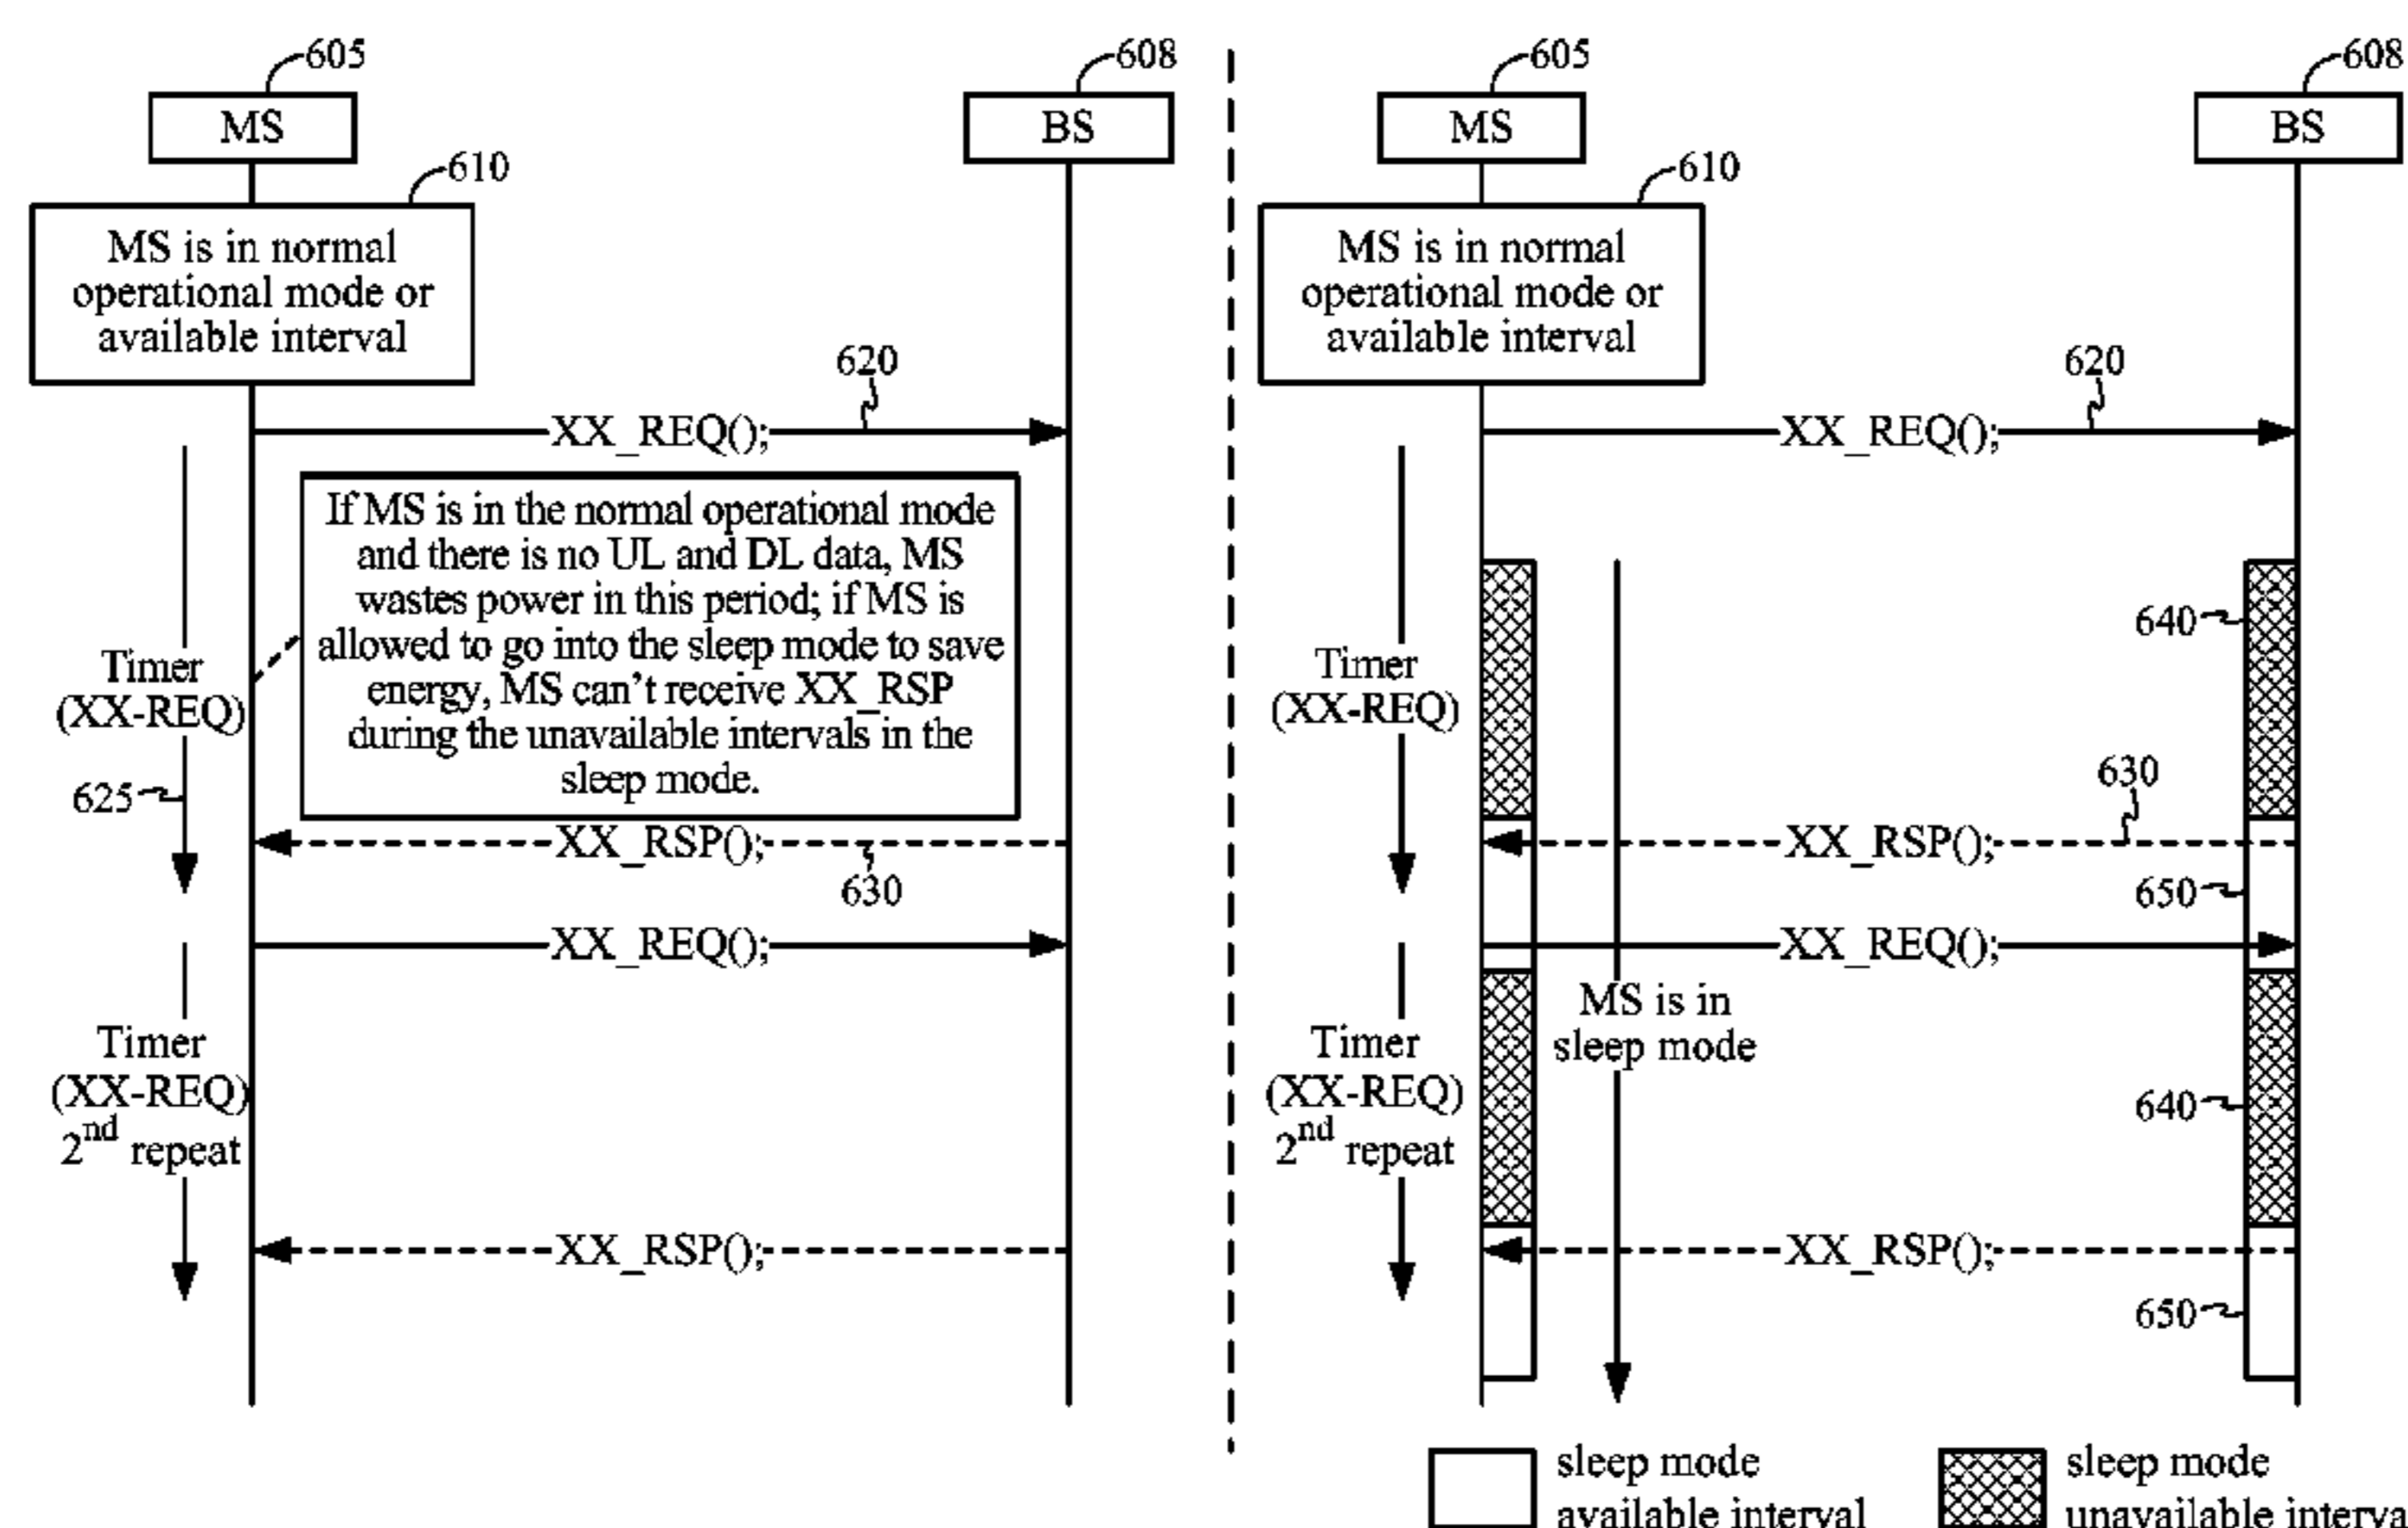 605
608
MS
BS
610
MS is in normal
operational mode or
available interval
620
XX_REQ();
If MS is in the normal operational mode
and there is no UL and DL data, MS
wastes power in this period; if MS is
allowed to go into the sleep mode to save
energy, MS can't receive XX_RSP
during the unavailable intervals in the
sleep mode.
Timer
(XX-REQ)
625
XX_RSP();
630
XX_REQ();
Timer
(XX-REQ)
2nd repeat
XX_RSP();
605
608
MS
BS
610
MS is in normal
operational mode or
available interval
620
XX_REQ();
640
Timer
(XX-REQ)
630
XX_RSP();
650
XX_REQ();
MS is in
sleep mode
Timer
(XX-REQ)
2nd repeat
640
XX_RSP();
650
sleep mode
available interval
sleep mode
unavailable interval